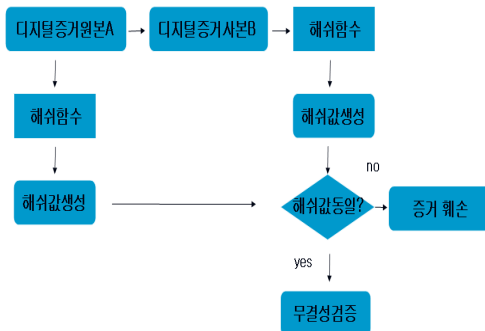 디지털증거원본A
디지털증거사본B
해쉬함수
해쉬함수
해쉬값생성
해쉬값생성
해쉬값동일?
no
증거 훼손
yes
무결성검증